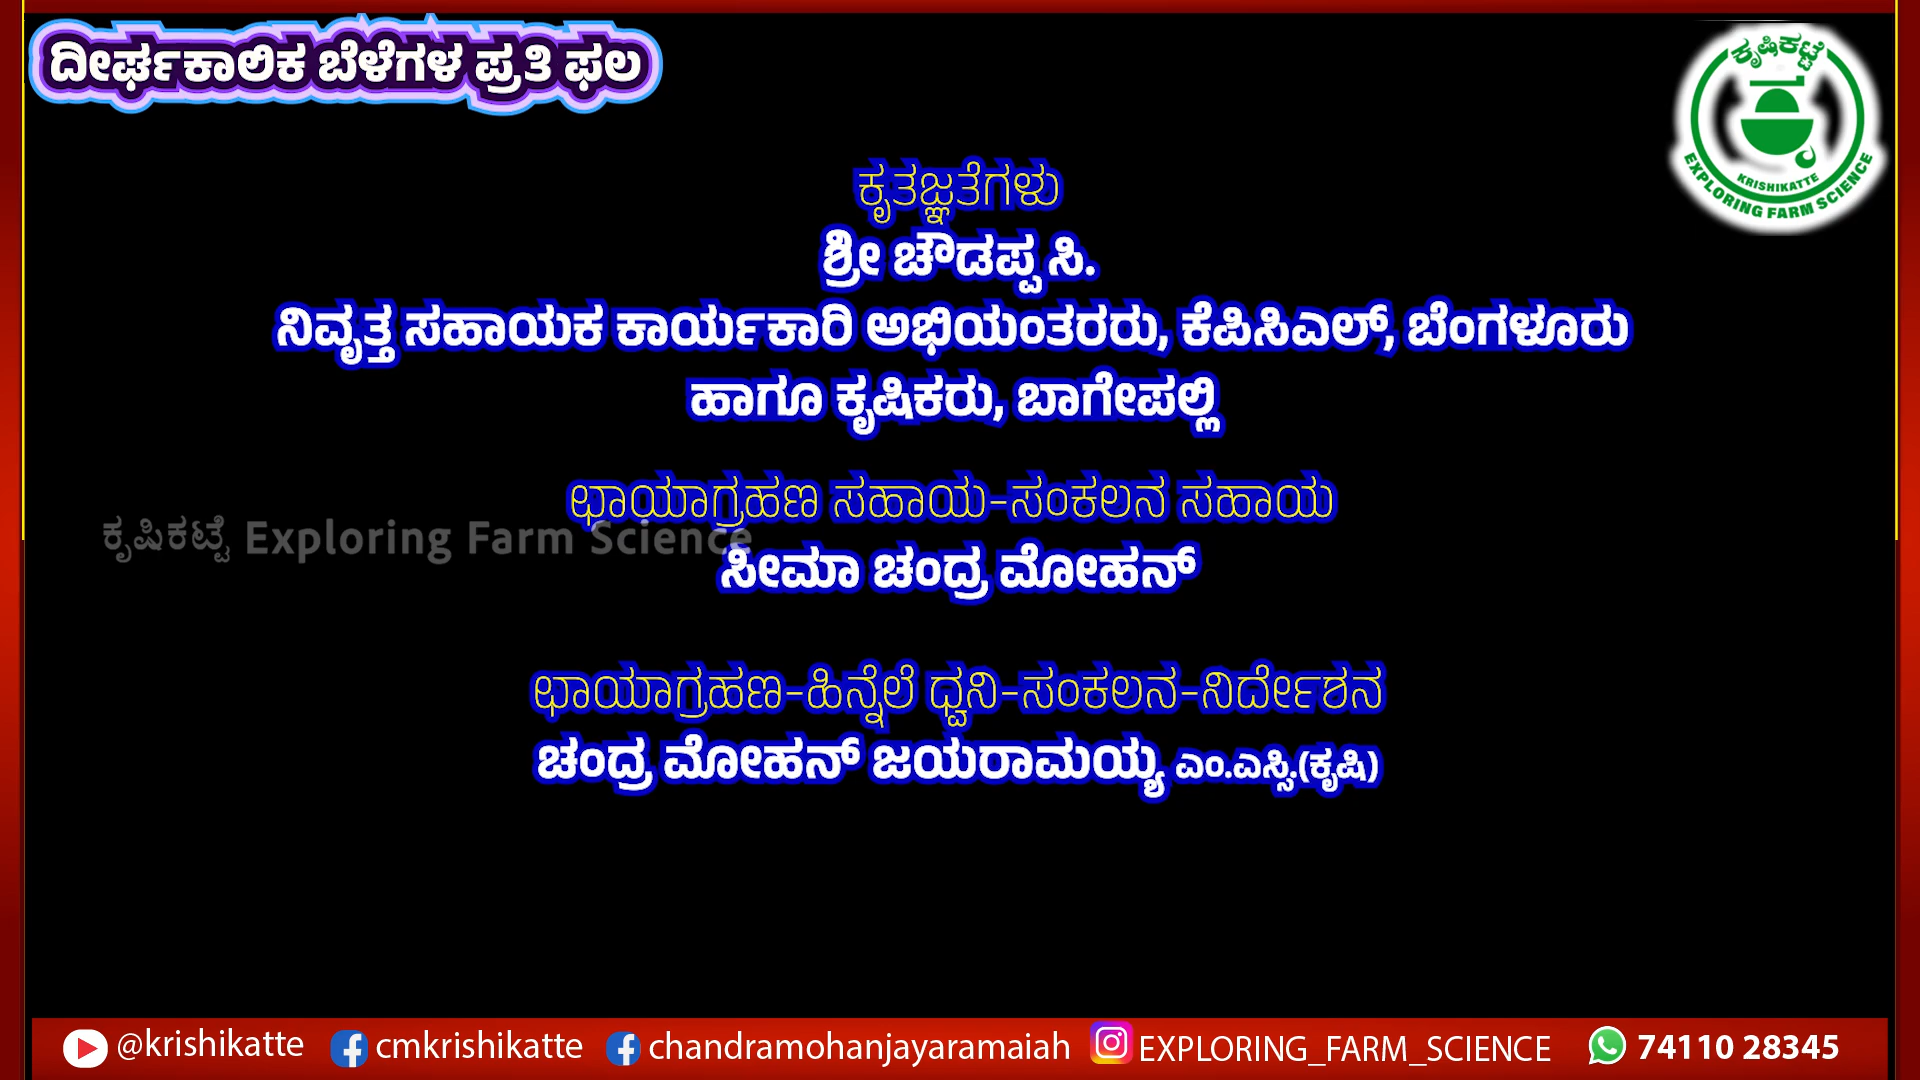 ದೀರ್ಘಕಾಲಿಕ ಬೆಳೆಗಳ ಪ್ರತಿ ಫಲ
ಕೃಷಿಕಟ್ಟೆ
KRISHIKATTE
EXPLORING FARM SCIENCE
ಕೃತಜ್ಞತೆಗಳು
ಶ್ರೀ ಚೌಡಪ್ಪ ಸಿ.
ನಿವೃತ್ತ ಸಹಾಯಕ ಕಾರ್ಯಕಾರಿ ಅಭಿಯಂತರರು, ಕೆಪಿಸಿಎಲ್, ಬೆಂಗಳೂರು
ಹಾಗೂ ಕೃಷಿಕರು, ಬಾಗೇಪಲ್ಲಿ
ಛಾಯಾಗ್ರಹಣ ಸಹಾಯ-ಸಂಕಲನ ಸಹಾಯ
ಕೃಷಿಕಟ್ಟೆ Exploring Farm Science
ಸೀಮಾ ಚಂದ್ರ ಮೋಹನ್
ಛಾಯಾಗ್ರಹಣ-ಹಿನ್ನೆಲೆ ಧ್ವನಿ-ಸಂಕಲನ-ನಿರ್ದೇಶನ
ಚಂದ್ರ ಮೋಹನ್ ಜಯರಾಮಯ್ಯ ಎಂ.ಎಸ್ಸಿ.(ಕೃಷಿ)
@krishikatte cmkrishikatte chandramohanjayaramaiah EXPLORING_FARM_SCIENCE 74110 28345